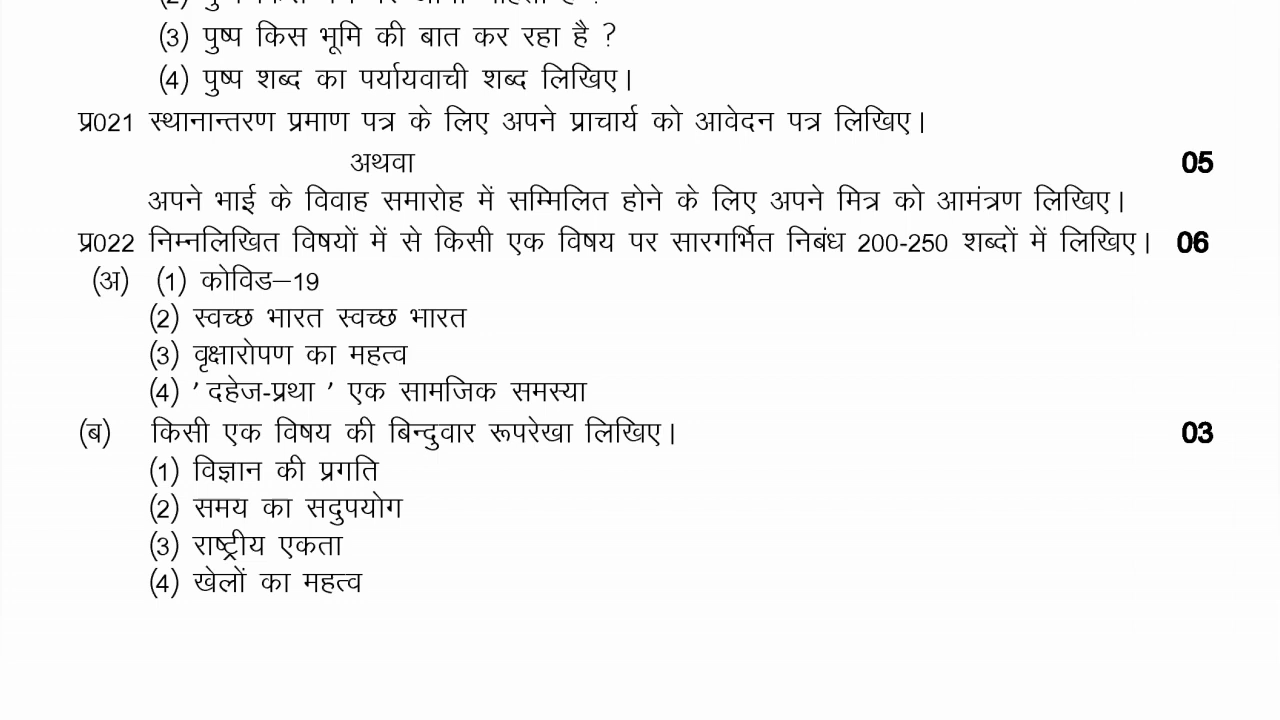 (3) पुष्प किस भूमि की बात कर रहा है ?
(4) पुष्प शब्द का पर्यायवाची शब्द लिखिए।
प्र021 स्थानान्तरण प्रमाण पत्र के लिए अपने प्राचार्य को आवेदन पत्र लिखिए।
अथवा 05
अपने भाई के विवाह समारोह में सम्मिलित होने के लिए अपने मित्र को आमंत्रण लिखिए।
प्र022 निम्नलिखित विषयों में से किसी एक विषय पर सारगर्भित निबंध 200-250 शब्दों में लिखिए। 06
(अ) (1) कोविड–19
(2) स्वच्छ भारत स्वच्छ भारत
(3) वृक्षारोपण का महत्व
(4) ’ दहेज-प्रथा ’ एक सामजिक समस्या
(ब) किसी एक विषय की बिन्दुवार रूपरेखा लिखिए। 03
(1) विज्ञान की प्रगति
(2) समय का सदुपयोग
(3) राष्ट्रीय एकता
(4) खेलों का महत्व